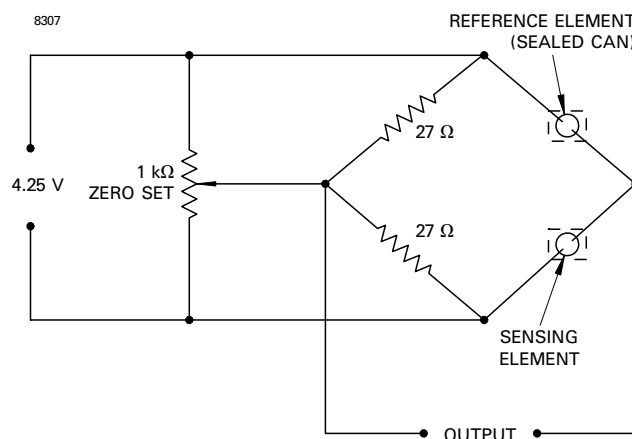 8307
REFERENCE ELEMENT
(SEALED CAN)
27 Ω
1 kΩ
ZERO SET
4.25 V
27 Ω
SENSING
ELEMENT
OUTPUT